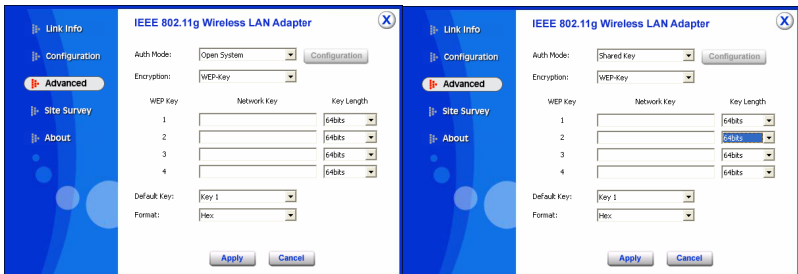 IEEE 802.11g Wireless LAN Adapter
X
Link Info
Configuration
Advanced
Site Survey
About
Auth Mode: Open System Configuration
Encryption: WEP-Key
WEP Key Network Key Key Length
1 64bits
2 64bits
3 64bits
4 64bits
Default Key: Key 1
Format: Hex
Apply Cancel
IEEE 802.11g Wireless LAN Adapter
X
Link Info
Configuration
Advanced
Site Survey
About
Auth Mode: Shared Key Configuration
Encryption: WEP-Key
WEP Key Network Key Key Length
1 64bits
2 64bits
3 64bits
4 64bits
Default Key: Key 1
Format: Hex
Apply Cancel